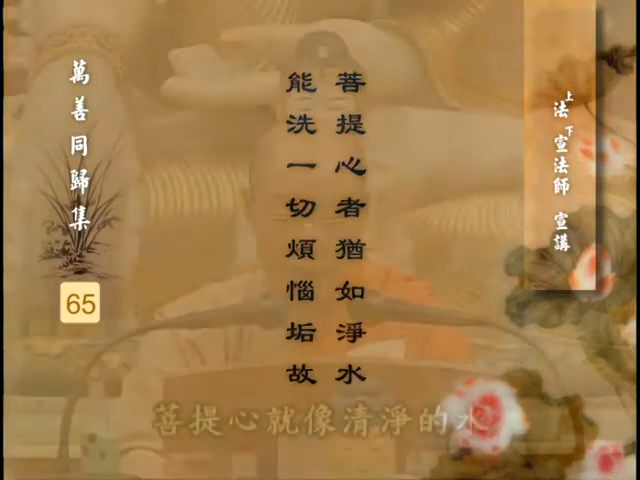 上法下宣法師 宣講
菩提心者猶如淨水
能洗一切煩惱垢故
萬善同歸集
65
菩提心就像清淨的水